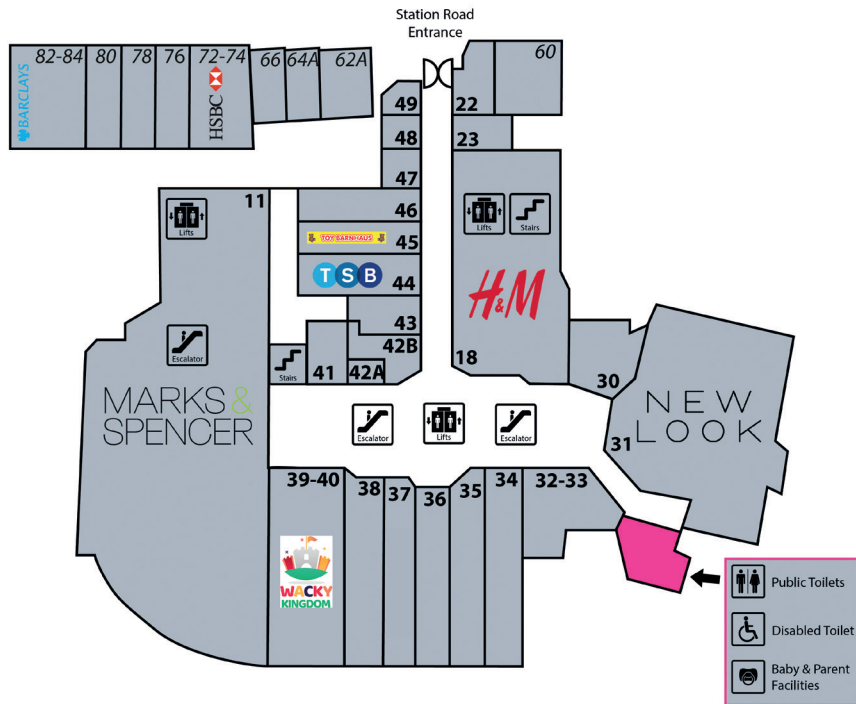 Station Road
Entrance
82-84
80
78
76
72-74
66
64A
62A
60
BARCLAYS
HSBC
49
22
48
23
47
11
Lifts
46
Lifts
Stairs
TOY BARNHAUS
45
TSB
44
H&M
43
Escalator
42B
18
Stairs
41
42A
30
MARKS&
SPENCER
NEW
LOOK
31
Escalator
Lifts
Escalator
39-40
38
37
36
35
34
32-33
WACKY
KINGDOM
Public Toilets
Disabled Toilet
Baby & Parent
Facilities